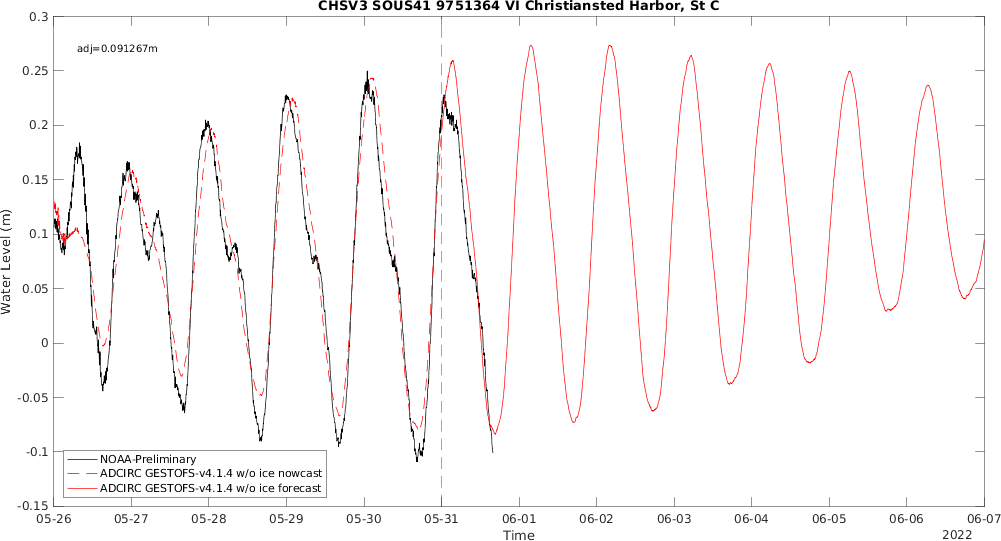 CHSV3 SOUS41 9751364 VI Christiansted Harbor, St C
adj=0.091267m
Water Level (m)
0.3
0.25
0.2
0.15
0.1
0.05
0
-0.05
-0.1
-0.15
NOAA-Preliminary
ADCIRC GESTOFS-v4.1.4 w/o ice nowcast
ADCIRC GESTOFS-v4.1.4 w/o ice forecast
05-26 05-27 05-28 05-29 05-30 05-31 06-01 06-02 06-03 06-04 06-05 06-06 06-07
2022
Time